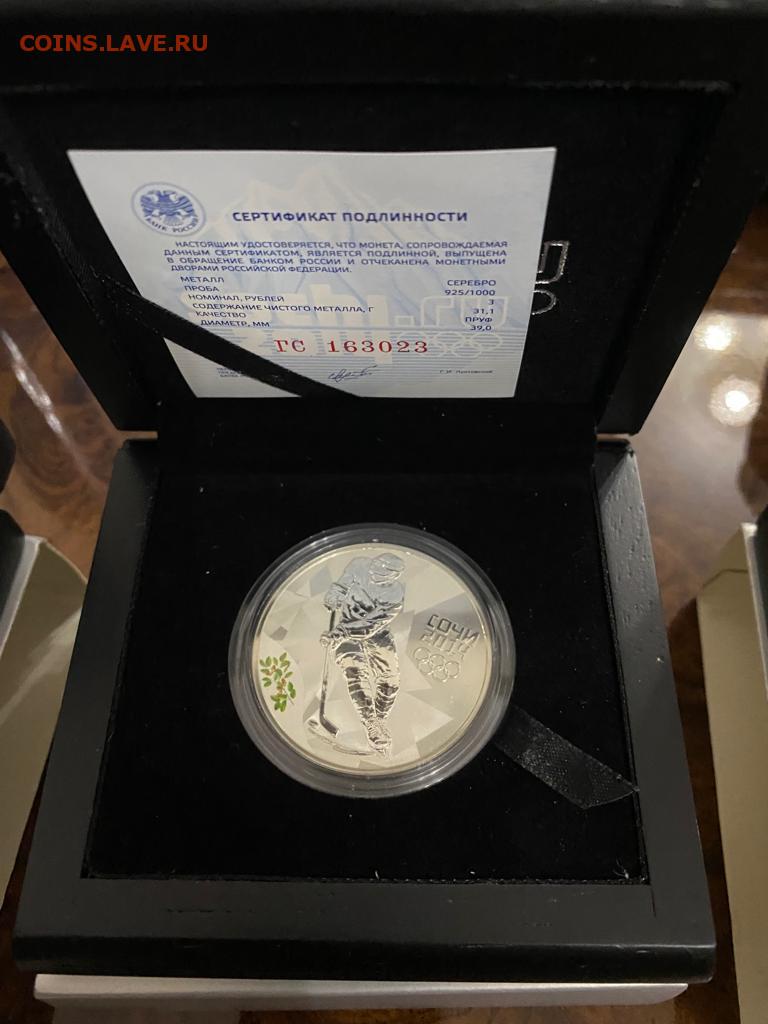 COINS.LAVE.RU
БАНК РОССИИ
СЕРТИФИКАТ ПОДЛИННОСТИ
НАСТОЯЩИМ УДОСТОВЕРЯЕТСЯ, ЧТО МОНЕТА, СОПРОВОЖДАЕМАЯ
ДАННЫМ СЕРТИФИКАТОМ, ЯВЛЯЕТСЯ ПОДЛИННОЙ, ВЫПУЩЕНА
В ОБРАЩЕНИЕ БАНКОМ РОССИИ И ОТЧЕКАНЕНА МОНЕТНЫМИ
ДВОРАМИ РОССИЙСКОЙ ФЕДЕРАЦИИ.
МЕТАЛЛ СЕРЕБРО
ПРОБА 925/1000
НОМИНАЛ, РУБЛЕЙ 3
СОДЕРЖАНИЕ ЧИСТОГО МЕТАЛЛА, Г 31,1
КАЧЕСТВО ПРУФ
ДИАМЕТР, ММ 39,0
ГС 163023
СОЧИ
2014